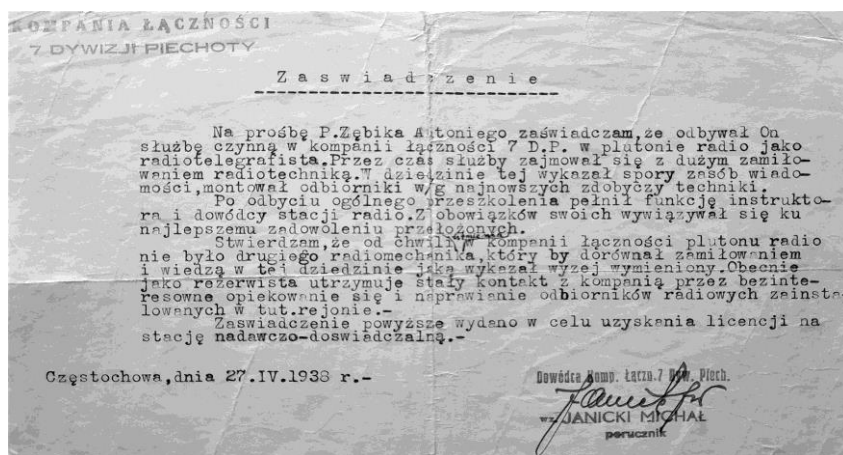 KOMPANIA ŁĄCZNOŚCI
7 DYWIZJI PIECHOTY
Zaswiadczenie
Na prośbę P.Zębika Antoniego zaświadczam,że odbywał On
służbę czynną w kompanii łączności 7 D.P. w plutonie radio jako
radiotelegrafista.Przez czas służby zajmował się z dużym zamiło-
waniem radiotechniką.W dziedzinie tej wykazał spory zasób wiado-
mości,montował odbiorniki w/g najnowszych zdobyczy techniki.
Po odbyciu ogólnego przeszkolenia pełnił funkcję instrukto-
ra i dowódcy stacji radio.Z obowiązków swoich wywiązywał się ku
najlepszemu zadowoleniu przełożonych.
Stwierdzam,że od chwili w kompanii łączności plutonu radio
nie było drugiego radiomechanika,który by dorównał zamiłowaniem
i wiedzą w tej dziedzinie jaką wykazał wyzej wymieniony.Obecnie
jako rezerwista utrzymuje stały kontakt z kompanią przez bezinte-
resowne opiekowanie się i naprawianie odbiorników radiowych zainsta-
lowanych w tut.rejonie.-
Zaswiadczenie powyższe wydano w celu uzyskania licencji na
stację nadawczo-doswiadczalną.-
Częstochowa,dnia 27.IV.1938 r.-
Dowódca Komp. Łączn.7 Dyw. Piech.
wz. JANICKI MICHAŁ
porucznik